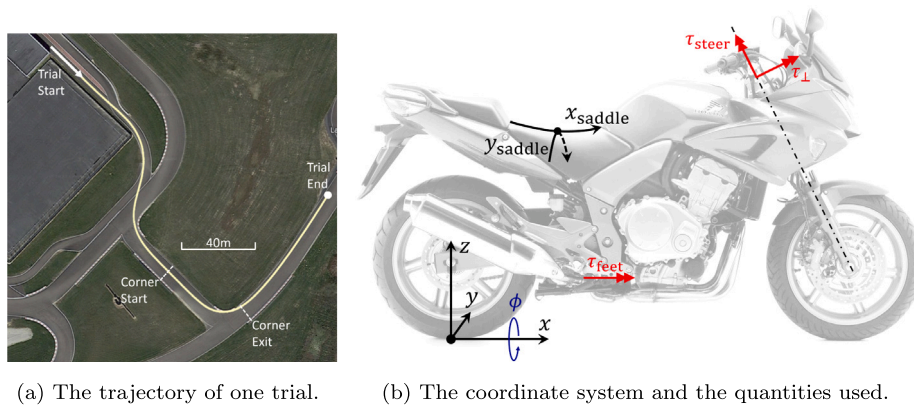 Trial
Start
Trial
End
40m
Corner
Start
Corner
Exit
(a) The trajectory of one trial.
τsteer
τ⊥
xsaddle
ysaddle
τfeet
z
y
ϕ
x
(b) The coordinate system and the quantities used.